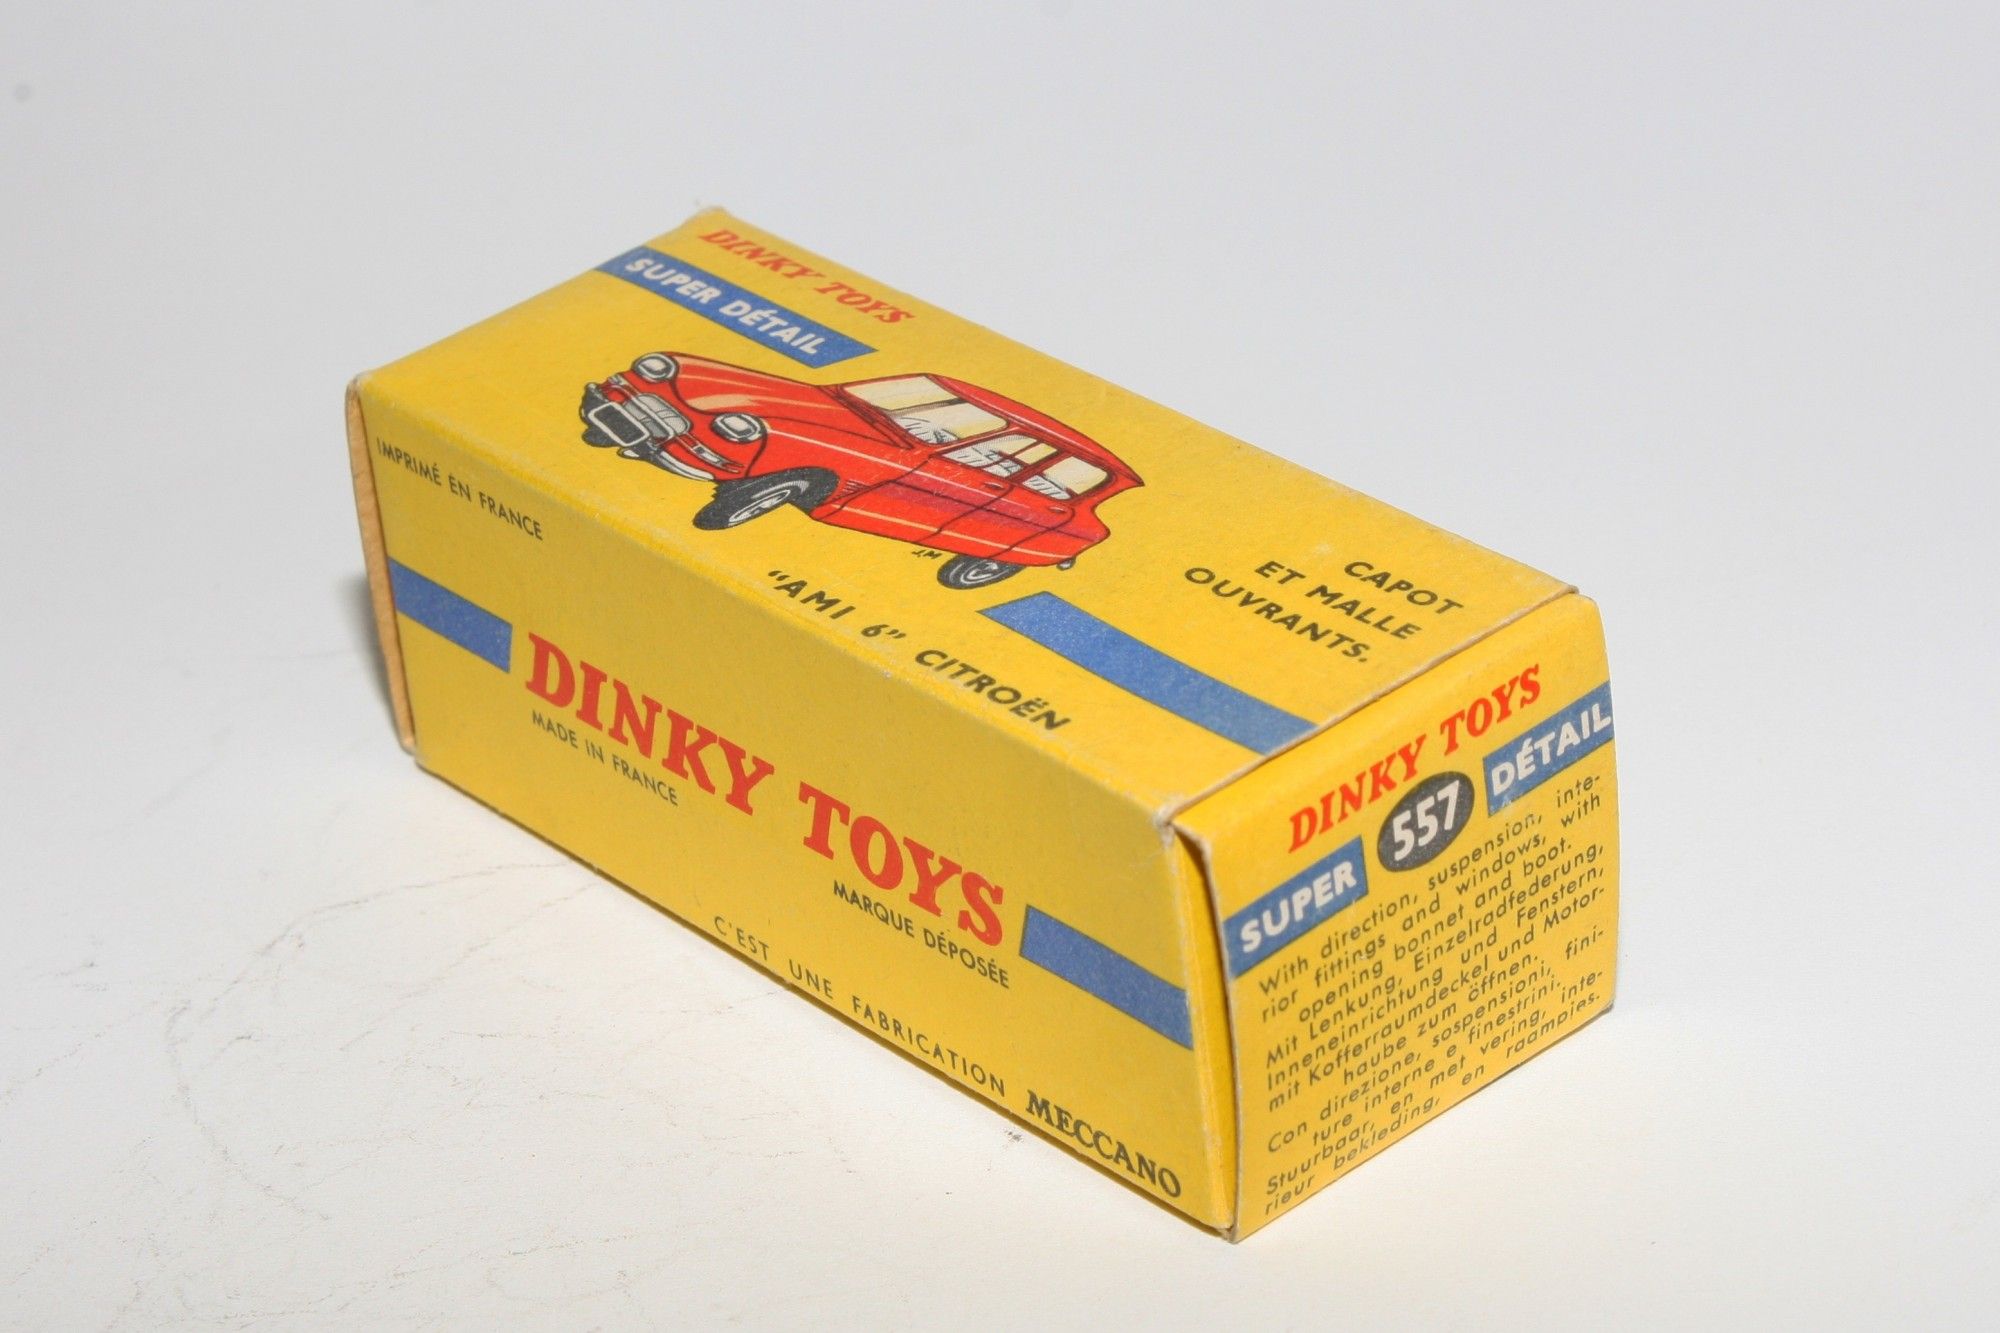 DINKY TOYS
SUPER DÉTAIL
J.M
"AMI 6" CITROËN
CAPOT
ET MALLE
OUVRANTS.
IMPRIMÉ EN FRANCE
DINKY TOYS
MADE IN FRANCE
MARQUE DÉPOSÉE
C'EST UNE FABRICATION MECCANO
DINKY TOYS
SUPER 557 DÉTAIL
With direction, suspension, inte-
rior fittings and windows, with
opening bonnet and boot.
Mit Lenkung, Einzelradfederung,
Inneneinrichtung und Fenstern,
mit Kofferraumdeckel und Motor-
haube zum öffnen.
Con direzione, sospensioni, fini-
ture interne e finestrini.
Stuurbaar, en met vering, inte-
rieur bekleding, en raampies.